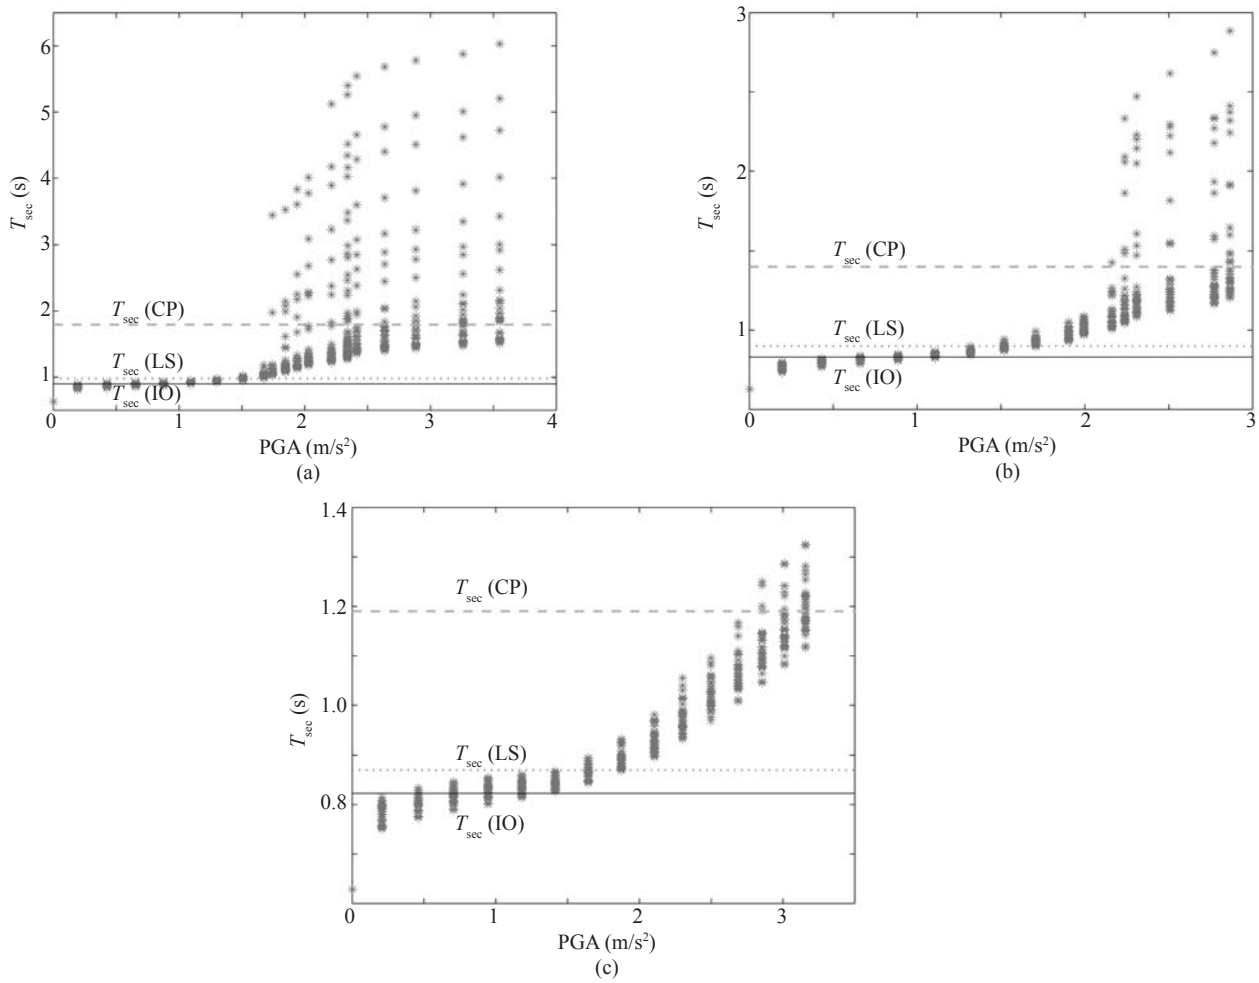 6
5
4
3
2
1
T_sec (s)
T_sec (CP)
T_sec (LS)
T_sec (IO)
0 1 2 3 4
PGA (m/s²)
(a)
3
2
1
T_sec (s)
T_sec (CP)
T_sec (LS)
T_sec (IO)
0 1 2 3
PGA (m/s²)
(b)
1.4
1.2
1.0
0.8
T_sec (s)
T_sec (CP)
T_sec (LS)
T_sec (IO)
0 1 2 3
PGA (m/s²)
(c)